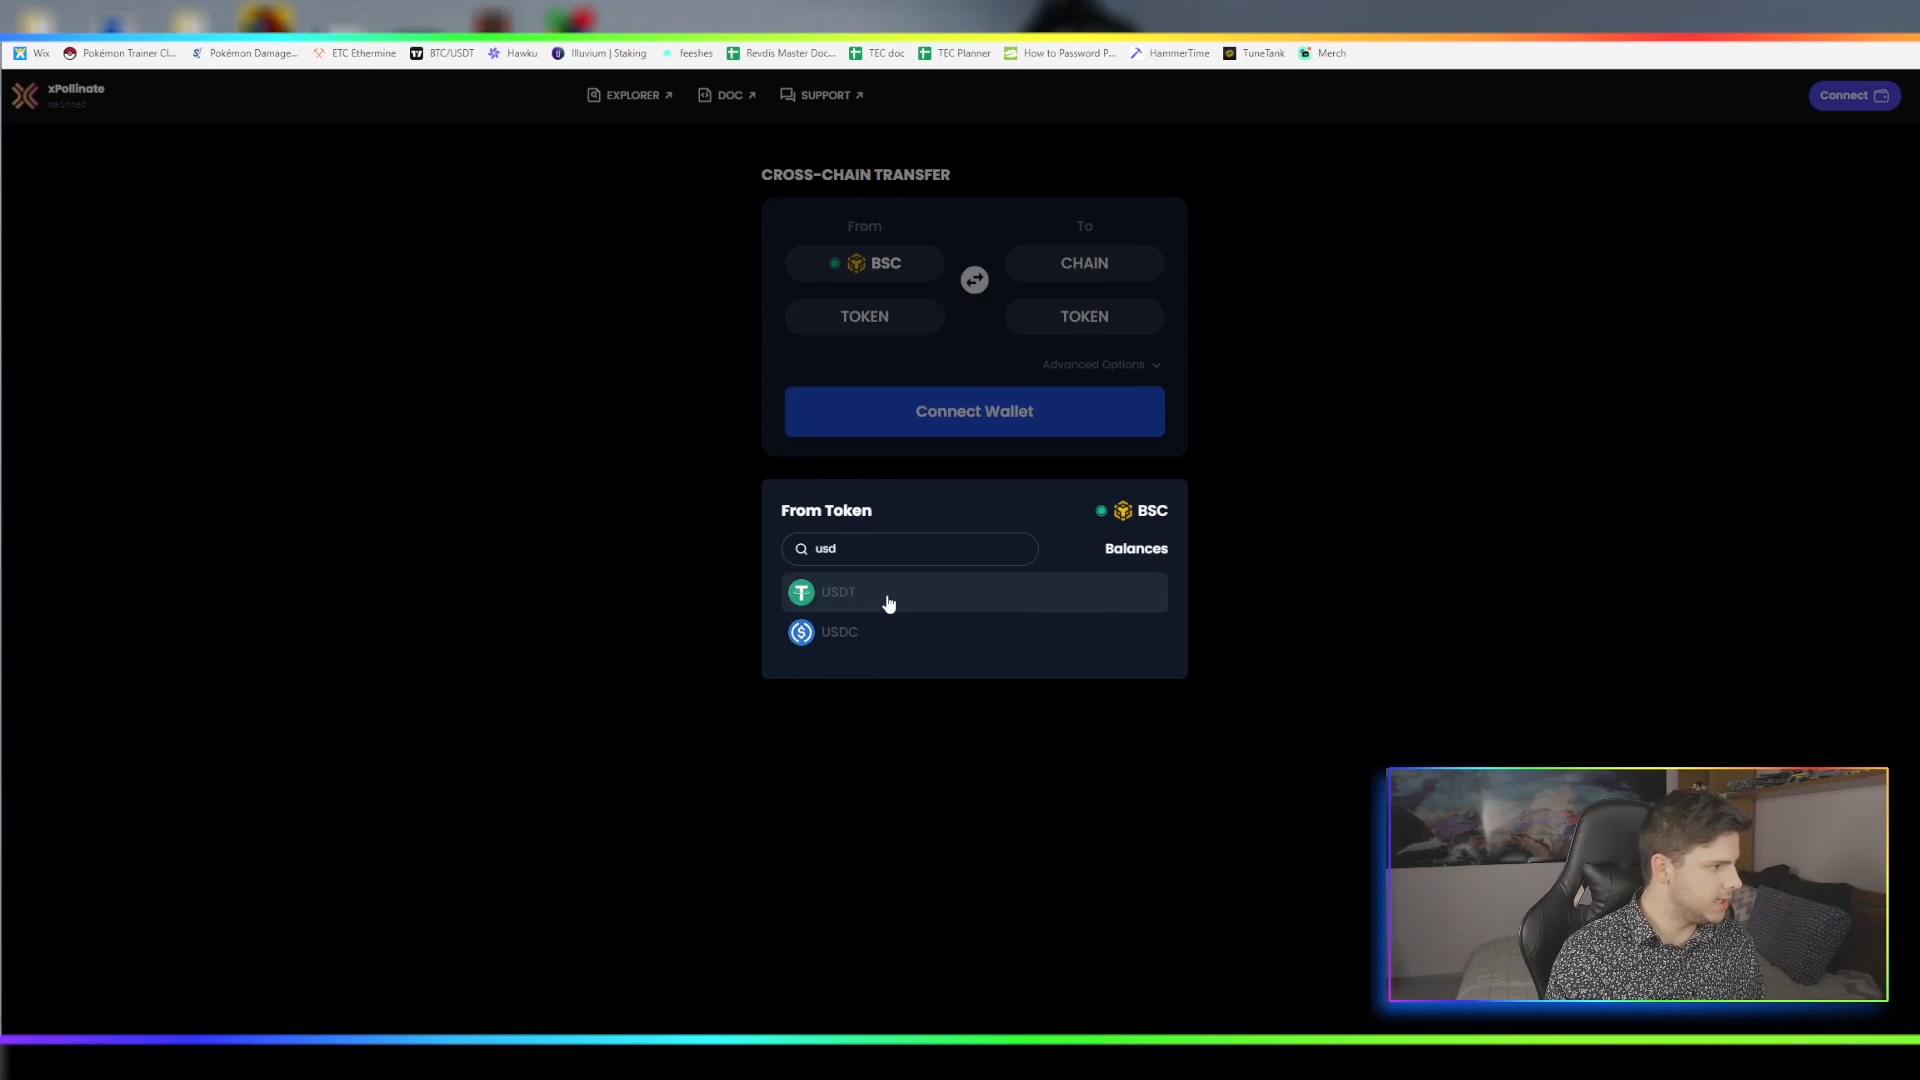 Wix Pokémon Trainer Cl... Pokémon Damage... ETC Ethermine BTC/USDT Hawku Illuvium | Staking feeshes Revdis Master Doc... TEC doc TEC Planner How to Password P... HammerTime TuneTank Merch
xPollinate
mainnet
EXPLORER DOC SUPPORT
Connect
CROSS-CHAIN TRANSFER
From To
BSC CHAIN
TOKEN TOKEN
Advanced Options
Connect Wallet
From Token BSC
usd Balances
USDT
USDC